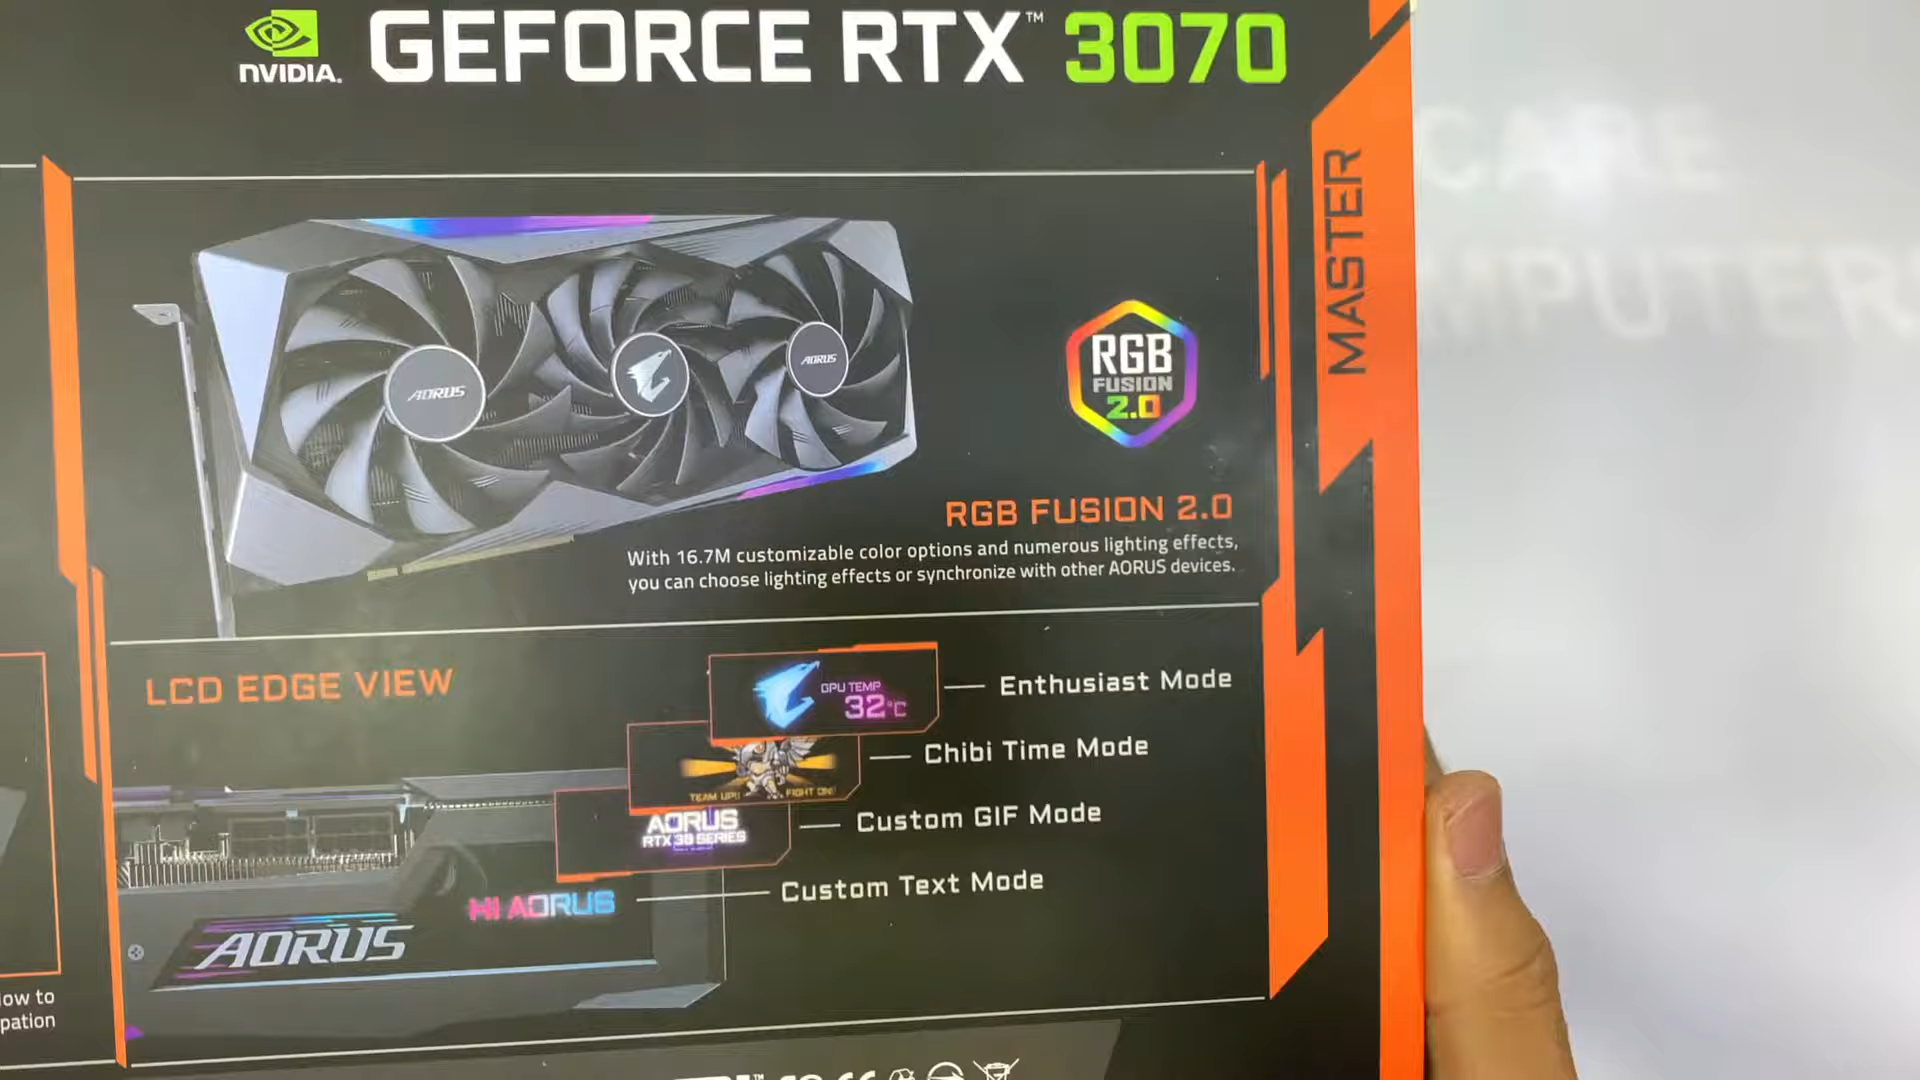 NVIDIA.
GEFORCE RTX™ 3070
MASTER
CARE
MPUTER
AORUS
AORUS
RGB
FUSION
2.0
RGB FUSION 2.0
With 16.7M customizable color options and numerous lighting effects,
you can choose lighting effects or synchronize with other AORUS devices.
LCD EDGE VIEW
GPU TEMP
32°C
Enthusiast Mode
TEAM UP!! FIGHT ON!
Chibi Time Mode
AORUS
RTX 30 SERIES
Custom GIF Mode
HI AORUS
Custom Text Mode
AORUS
low to
pation